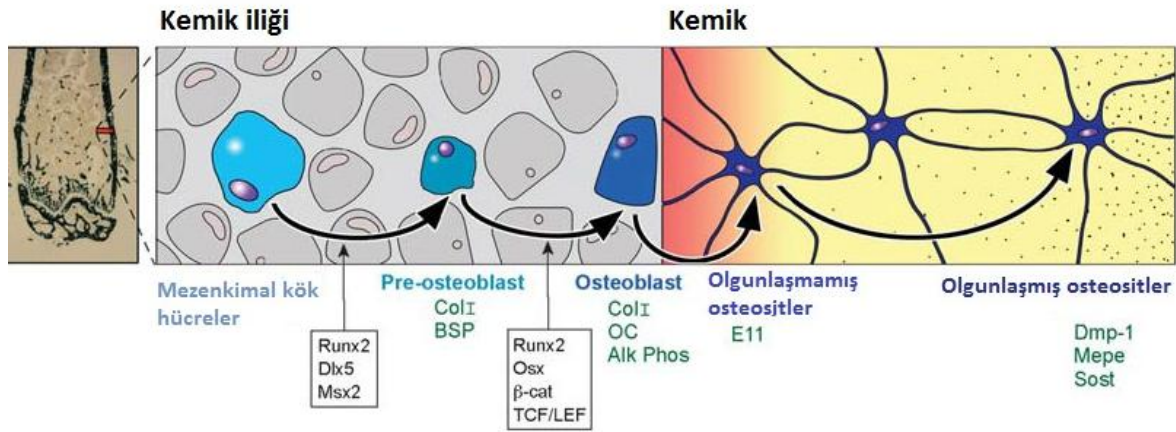 Kemik iliği
Kemik
Mezenkimal kök
hücreler
Runx2
Dlx5
Msx2
Pre-osteoblast
ColI
BSP
Runx2
Osx
β-cat
TCF/LEF
Osteoblast
ColI
OC
Alk Phos
Olgunlaşmamış
osteositler
E11
Olgunlaşmış osteositler
Dmp-1
Mepe
Sost